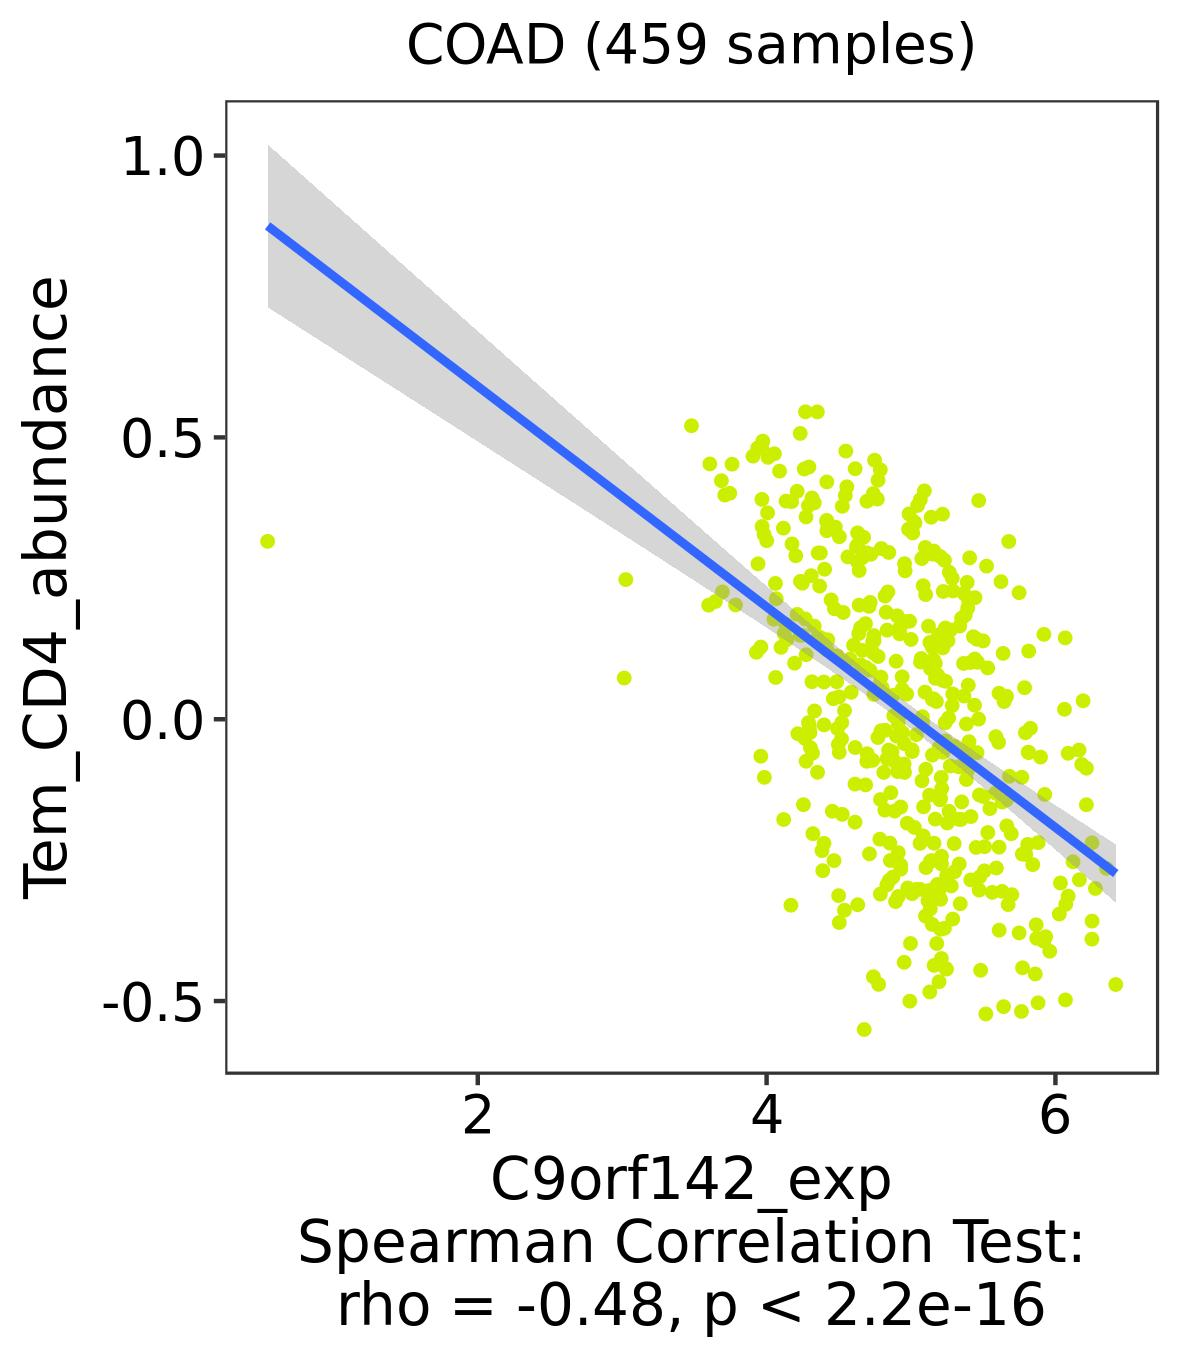 COAD (459 samples)
1.0
0.5
0.0
-0.5
Tem_CD4_abundance
2 4 6
C9orf142_exp
Spearman Correlation Test:
rho = -0.48, p < 2.2e-16